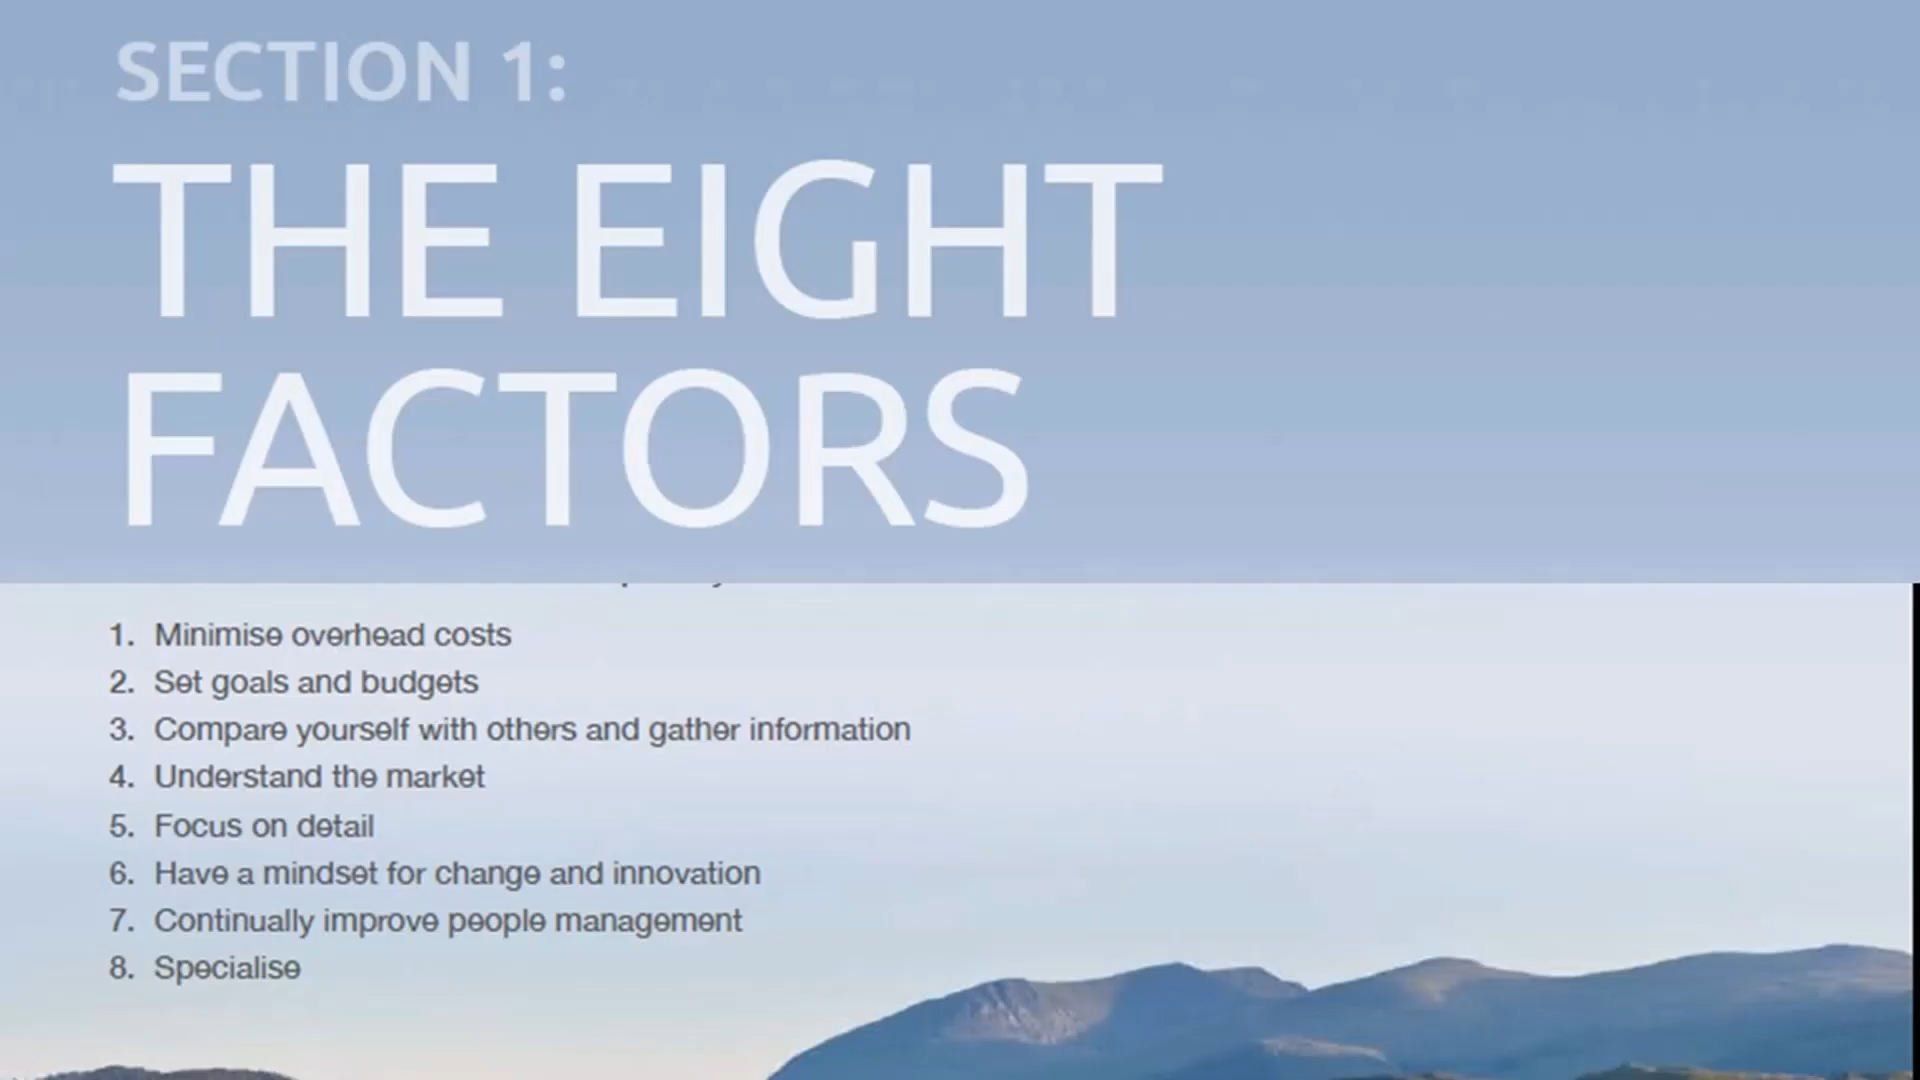 SECTION 1:
THE EIGHT
FACTORS
1. Minimise overhead costs
2. Set goals and budgets
3. Compare yourself with others and gather information
4. Understand the market
5. Focus on detail
6. Have a mindset for change and innovation
7. Continually improve people management
8. Specialise